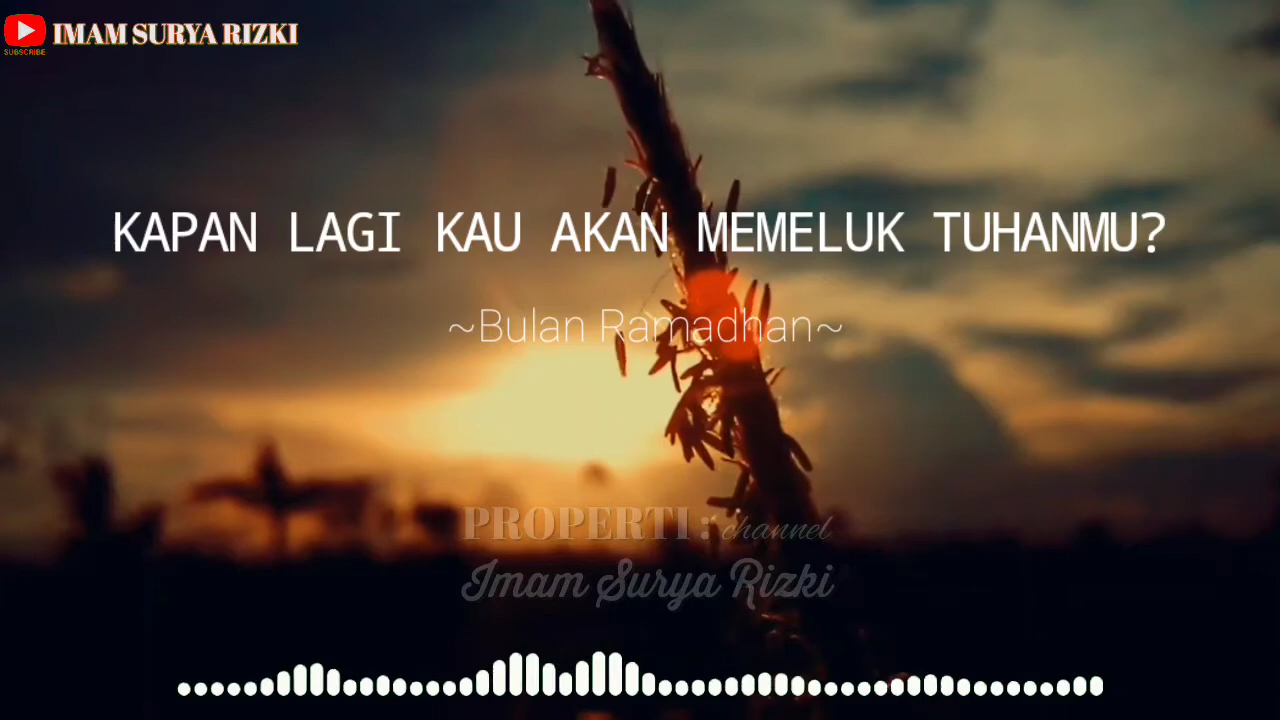 IMAM SURYA RIZKI
SUBSCRIBE
KAPAN LAGI KAU AKAN MEMELUK TUHANMU?
~Bulan Ramadhan~
PROPERTI : channel
Imam Surya Rizki